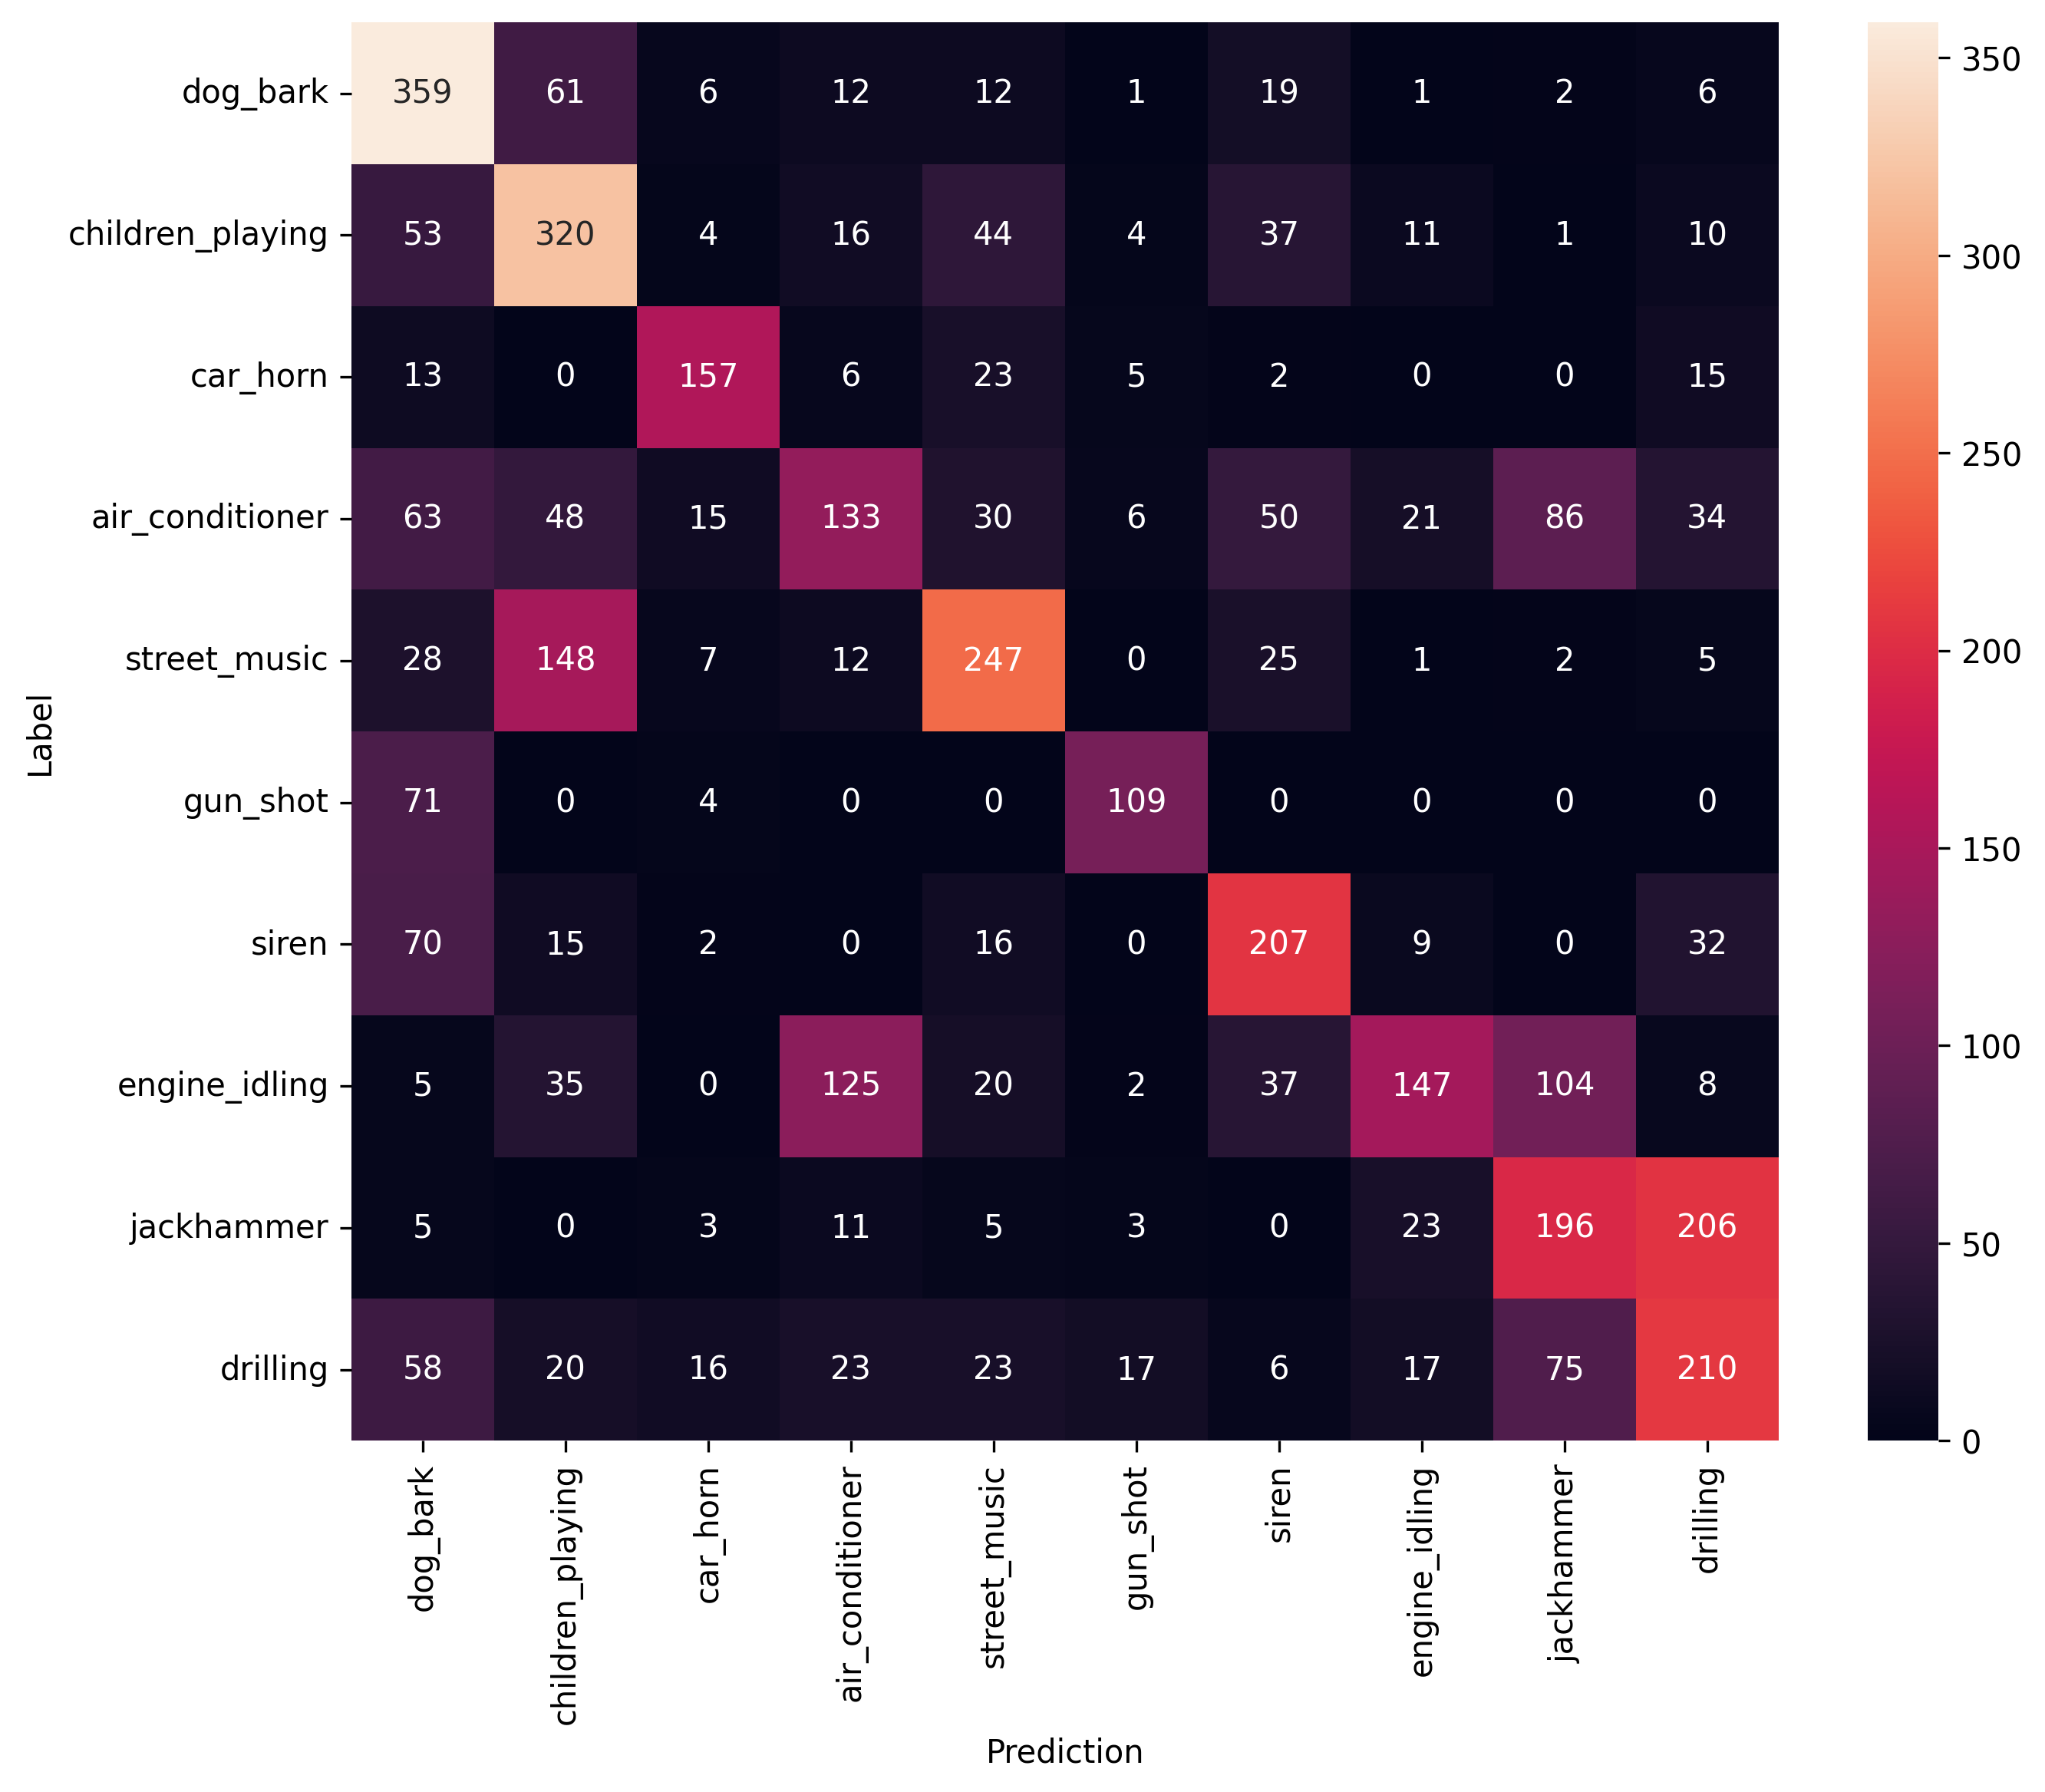 dog_bark 359 61 6 12 12 1 19 1 2 6
children_playing 53 320 4 16 44 4 37 11 1 10
car_horn 13 0 157 6 23 5 2 0 0 15
air_conditioner 63 48 15 133 30 6 50 21 86 34
street_music 28 148 7 12 247 0 25 1 2 5
gun_shot 71 0 4 0 0 109 0 0 0 0
siren 70 15 2 0 16 0 207 9 0 32
engine_idling 5 35 0 125 20 2 37 147 104 8
jackhammer 5 0 3 11 5 3 0 23 196 206
drilling 58 20 16 23 23 17 6 17 75 210
Label
dog_bark
children_playing
car_horn
air_conditioner
street_music
gun_shot
siren
engine_idling
jackhammer
drilling
Prediction
350
300
250
200
150
100
50
0